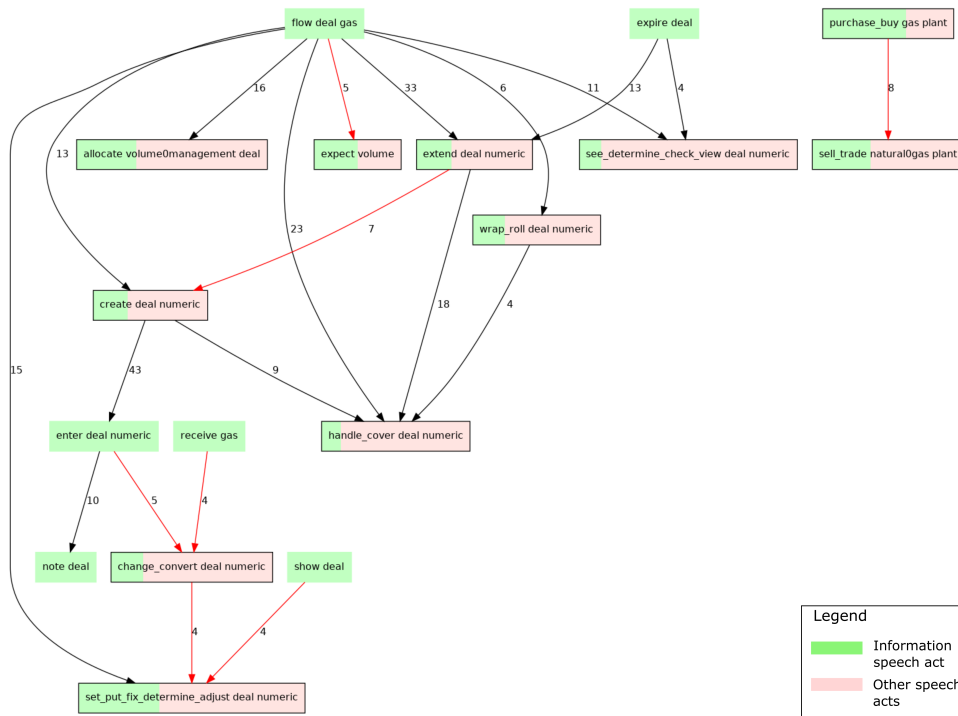 flow deal gas
expire deal
purchase_buy gas plant
16
5
33
6
11
13
4
8
13
allocate volume0management deal
expect volume
extend deal numeric
see_determine_check_view deal numeric
sell_trade natural0gas plant
23
7
wrap_roll deal numeric
create deal numeric
18
4
15
43
9
enter deal numeric
receive gas
handle_cover deal numeric
10
5
4
note deal
change_convert deal numeric
show deal
4
4
set_put_fix_determine_adjust deal numeric
Legend
Information
speech act
Other speech
acts